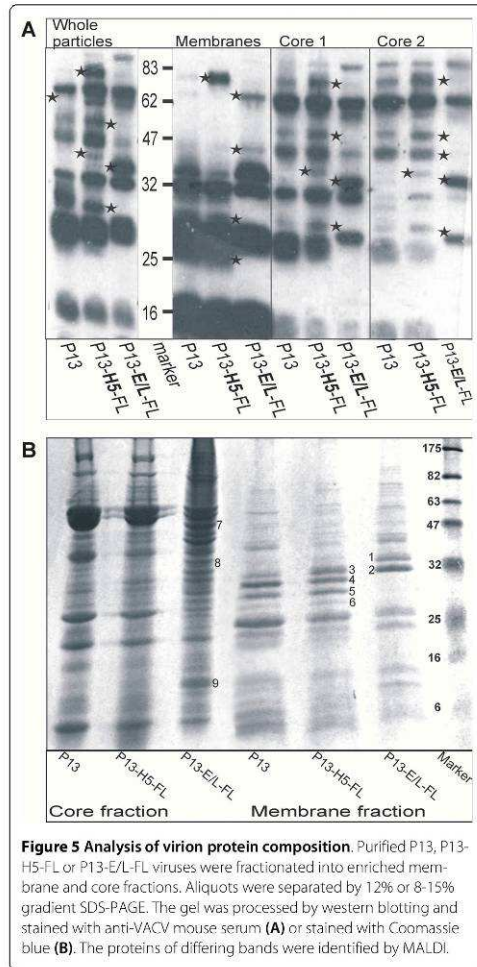 A
Whole
particles
Membranes
Core 1
Core 2
83
62
47
32
25
16
P13
P13-H5-FL
P13-E/L-FL
marker
P13
P13-H5-FL
P13-E/L-FL
P13
P13-H5-FL
P13-E/L-FL
P13
P13-H5-FL
P13-E/L-FL
B
175
82
63
47
32
25
16
6
7
8
9
3
4
5
6
1
2
P13
P13-H5-FL
P13-E/L-FL
P13
P13-H5-FL
P13-E/L-FL
Marker
Core fraction
Membrane fraction
Figure 5 Analysis of virion protein composition. Purified P13, P13-
H5-FL or P13-E/L-FL viruses were fractionated into enriched mem-
brane and core fractions. Aliquots were separated by 12% or 8-15%
gradient SDS-PAGE. The gel was processed by western blotting and
stained with anti-VACV mouse serum (A) or stained with Coomassie
blue (B). The proteins of differing bands were identified by MALDI.